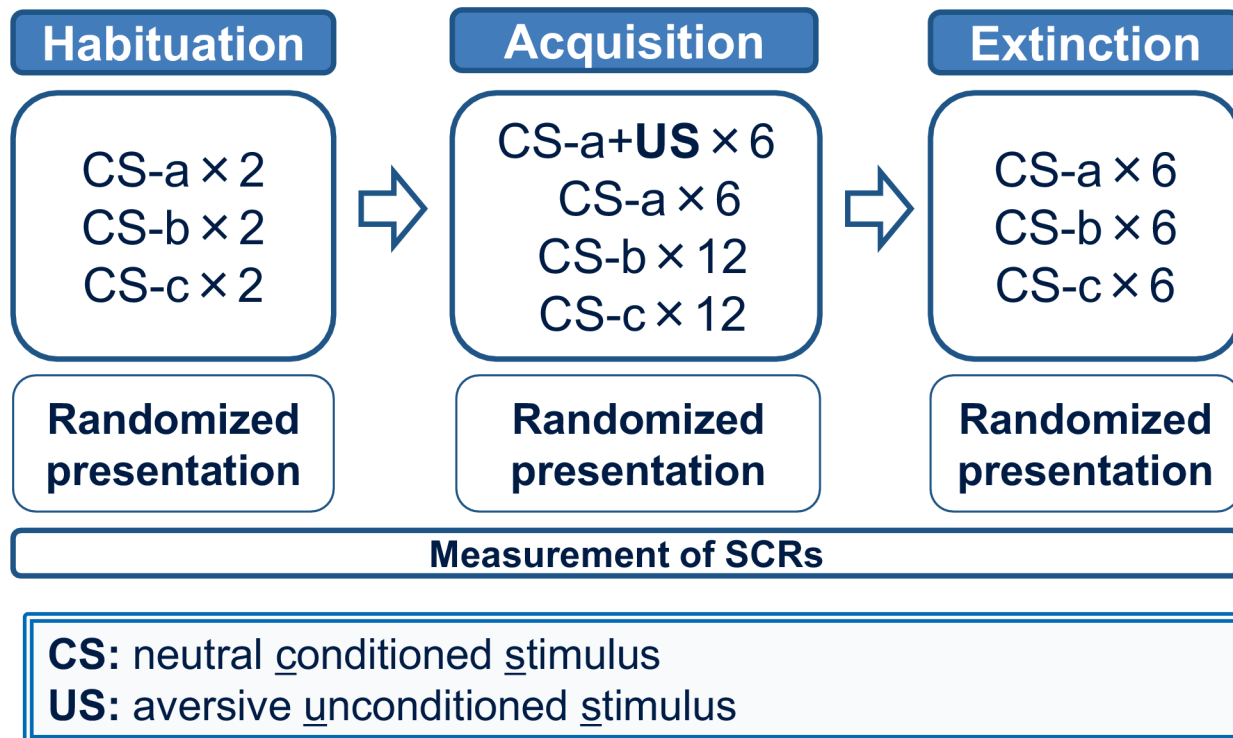 Habituation
CS-a × 2
CS-b × 2
CS-c × 2
Randomized
presentation
Acquisition
CS-a+US × 6
CS-a × 6
CS-b × 12
CS-c × 12
Randomized
presentation
Extinction
CS-a × 6
CS-b × 6
CS-c × 6
Randomized
presentation
Measurement of SCRs
CS: neutral conditioned stimulus
US: aversive unconditioned stimulus